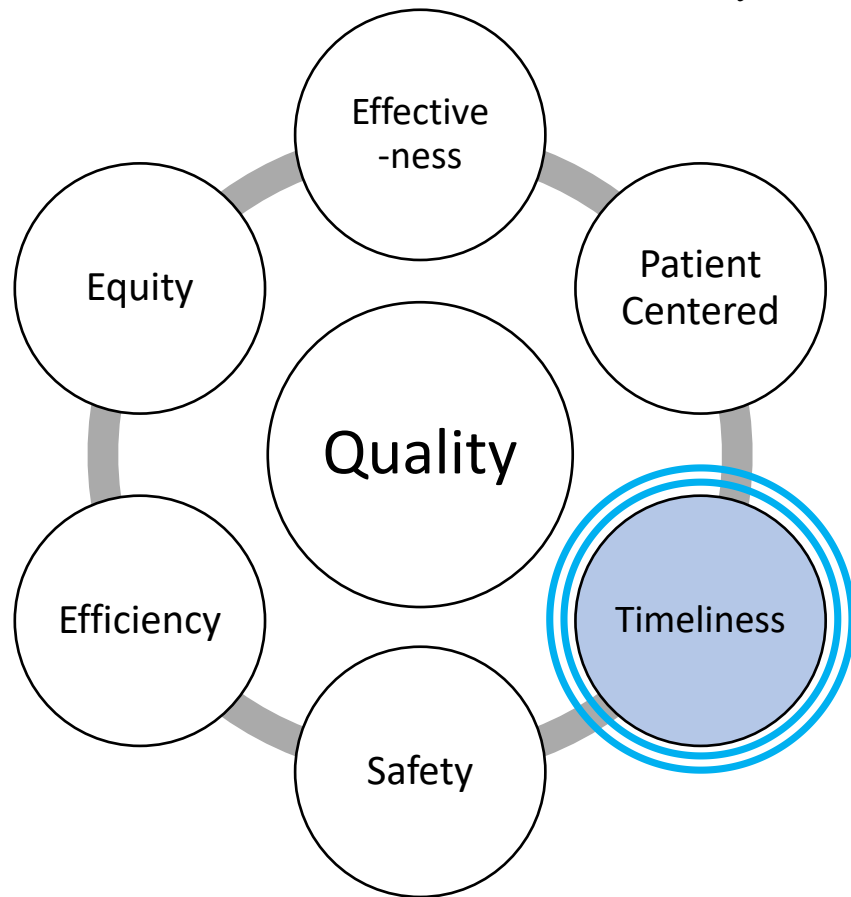 Effective
-ness
Patient
Centered
Equity
Quality
Timeliness
Efficiency
Safety